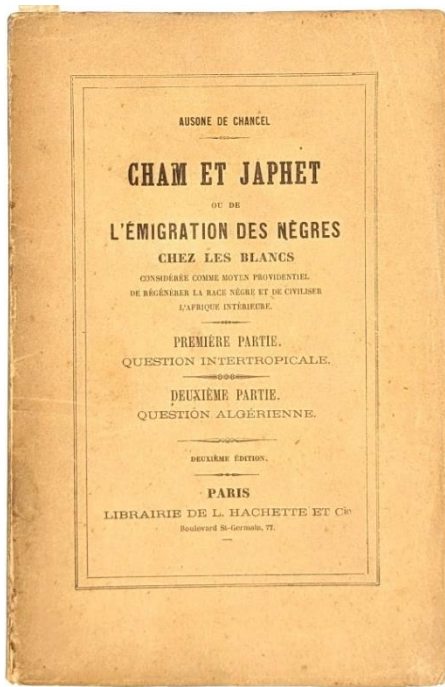 AUSONE DE CHANCEL
CHAM ET JAPHET
OU DE
L'ÉMIGRATION DES NÈGRES
CHEZ LES BLANCS
CONSIDÉRÉE COMME MOYEN PROVIDENTIEL
DE RÉGÉNÉRER LA RACE NÈGRE ET DE CIVILISER
L'AFRIQUE INTÉRIEURE.
PREMIÈRE PARTIE.
QUESTION INTERTROPICALE.
DEUXIÈME PARTIE.
QUESTION ALGÉRIENNE.
DEUXIÈME ÉDITION.
PARIS
LIBRAIRIE DE L. HACHETTE ET Cie
Boulevard St-Germain, 77.